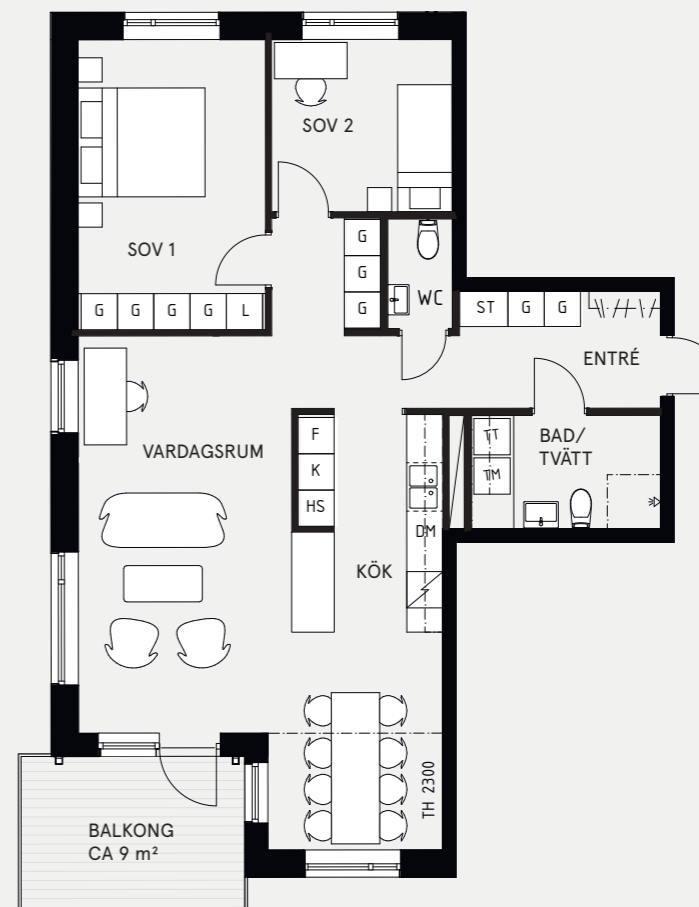 SOV 2
SOV 1
G
G
G
G G G G L
WC
ST G G
ENTRÉ
VARDAGSRUM
F
K
HS
TT
TM
BAD/
TVÄTT
DM
KÖK
TH 2300
BALKONG
CA 9 m²